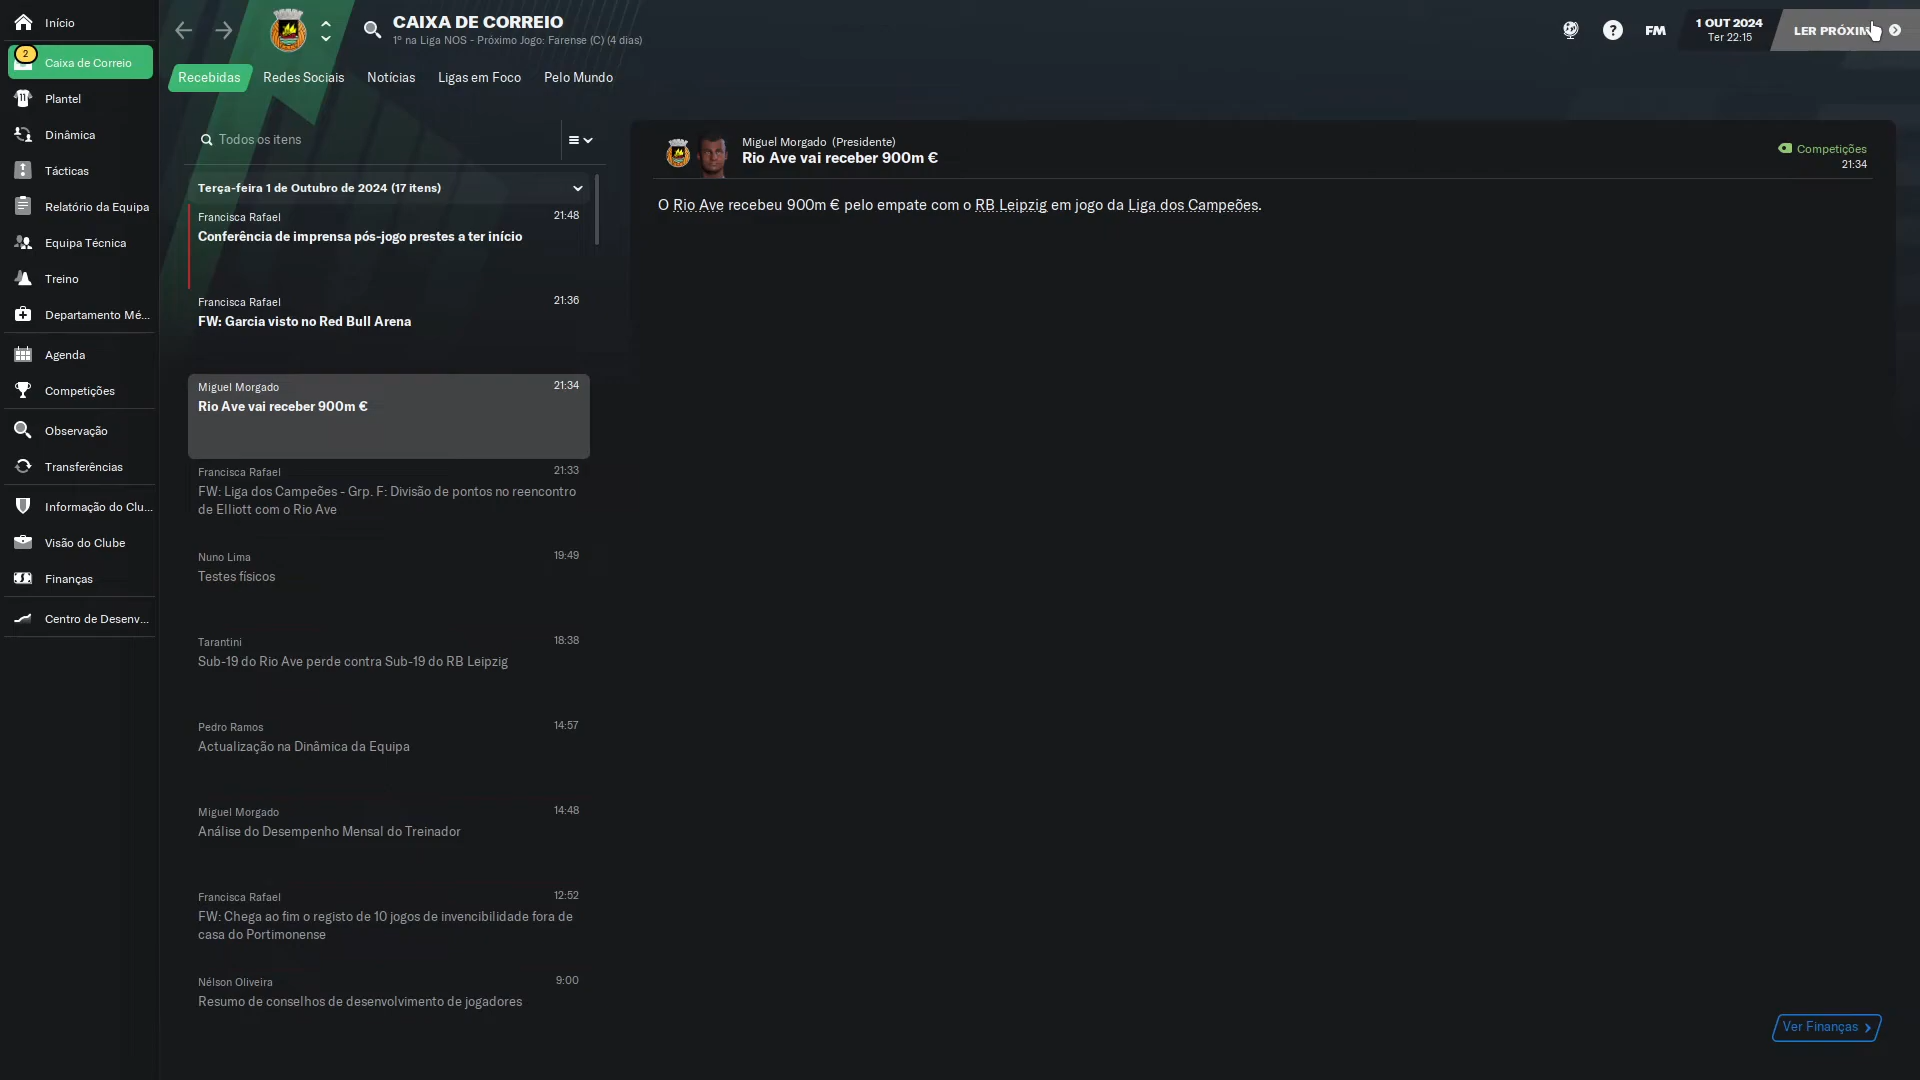 Início
2
Caixa de Correio
Plantel
Dinâmica
Tácticas
Relatório da Equipa
Equipa Técnica
Treino
Departamento Mé...
Agenda
Competições
Observação
Transferências
Informação do Clu...
Visão do Clube
Finanças
Centro de Desenv...
CAIXA DE CORREIO
1º na Liga NOS - Próximo Jogo: Farense (C) (4 dias)
?
FM
1 OUT 2024
Ter 22:15
LER PRÓXIM
Recebidas
Redes Sociais
Notícias
Ligas em Foco
Pelo Mundo
Todos os itens
Terça-feira 1 de Outubro de 2024 (17 itens)
Francisca Rafael
21:48
Conferência de imprensa pós-jogo prestes a ter início
Francisca Rafael
21:36
FW: Garcia visto no Red Bull Arena
Miguel Morgado
21:34
Rio Ave vai receber 900m €
Francisca Rafael
21:33
FW: Liga dos Campeões - Grp. F: Divisão de pontos no reencontro
de Elliott com o Rio Ave
Nuno Lima
19:49
Testes físicos
Tarantini
18:38
Sub-19 do Rio Ave perde contra Sub-19 do RB Leipzig
Pedro Ramos
14:57
Actualização na Dinâmica da Equipa
Miguel Morgado
14:48
Análise do Desempenho Mensal do Treinador
Francisca Rafael
12:52
FW: Chega ao fim o registo de 10 jogos de invencibilidade fora de
casa do Portimonense
Nélson Oliveira
9:00
Resumo de conselhos de desenvolvimento de jogadores
Miguel Morgado (Presidente)
Rio Ave vai receber 900m €
Competições
21:34
O Rio Ave recebeu 900m € pelo empate com o RB Leipzig em jogo da Liga dos Campeões.
Ver Finanças